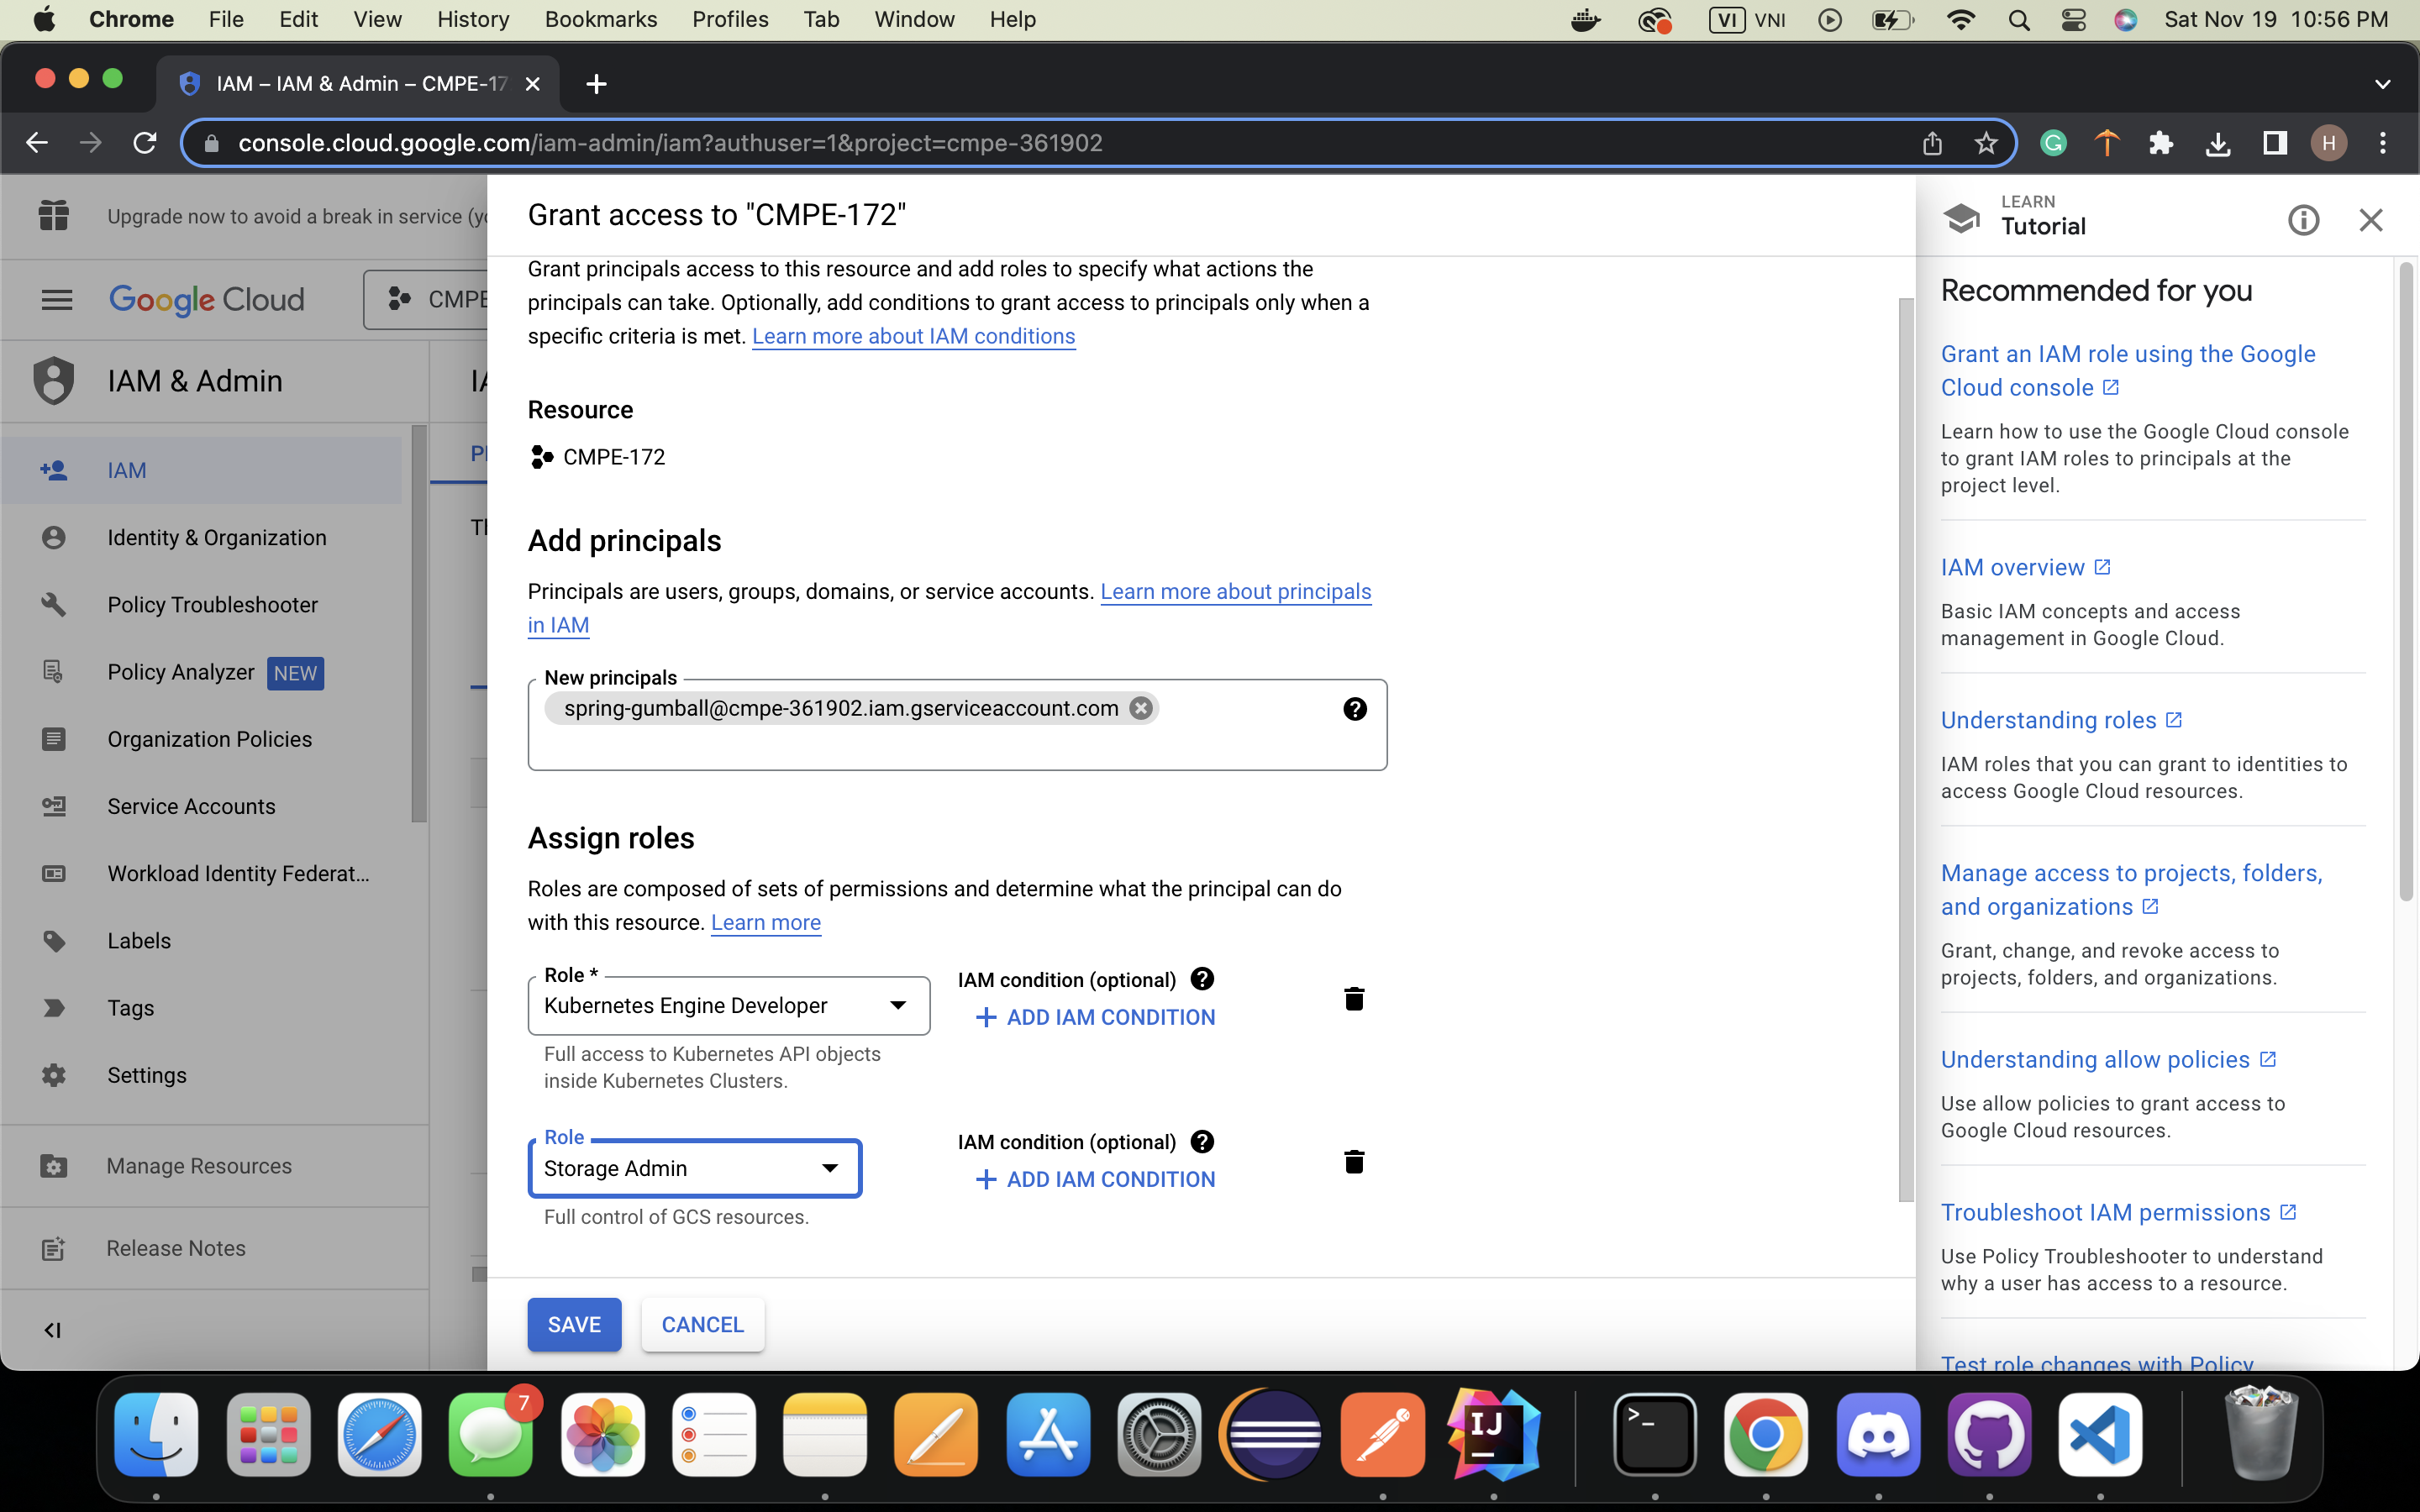 Chrome File Edit View History Bookmarks Profiles Tab Window Help VI VNI Sat Nov 19 10:56 PM
IAM – IAM & Admin – CMPE-17
console.cloud.google.com/iam-admin/iam?authuser=1&project=cmpe-361902 G H
Upgrade now to avoid a break in service (yo
Google Cloud CMPE
IAM & Admin
IAM
Identity & Organization
Policy Troubleshooter
Policy Analyzer NEW
Organization Policies
Service Accounts
Workload Identity Federat...
Labels
Tags
Settings
Manage Resources
Release Notes
Grant access to "CMPE-172"
Grant principals access to this resource and add roles to specify what actions the
principals can take. Optionally, add conditions to grant access to principals only when a
specific criteria is met. Learn more about IAM conditions
Resource
CMPE-172
Add principals
Principals are users, groups, domains, or service accounts. Learn more about principals
in IAM
New principals
spring-gumball@cmpe-361902.iam.gserviceaccount.com
Assign roles
Roles are composed of sets of permissions and determine what the principal can do
with this resource. Learn more
Role * IAM condition (optional)
Kubernetes Engine Developer ADD IAM CONDITION
Full access to Kubernetes API objects
inside Kubernetes Clusters.
Role IAM condition (optional)
Storage Admin ADD IAM CONDITION
Full control of GCS resources.
SAVE CANCEL
LEARN
Tutorial
Recommended for you
Grant an IAM role using the Google
Cloud console
Learn how to use the Google Cloud console
to grant IAM roles to principals at the
project level.
IAM overview
Basic IAM concepts and access
management in Google Cloud.
Understanding roles
IAM roles that you can grant to identities to
access Google Cloud resources.
Manage access to projects, folders,
and organizations
Grant, change, and revoke access to
projects, folders, and organizations.
Understanding allow policies
Use allow policies to grant access to
Google Cloud resources.
Troubleshoot IAM permissions
Use Policy Troubleshooter to understand
why a user has access to a resource.
Test role changes with Policy
7
IJ